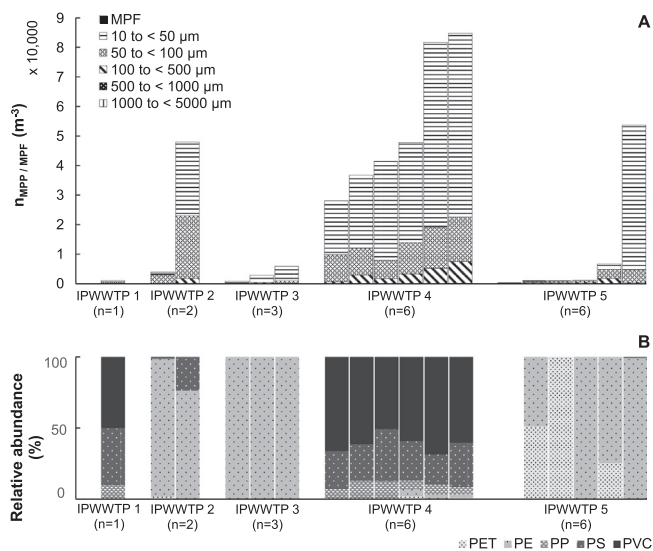 A
x 10,000
nMPP / MPF (m-3)
9
8
7
6
5
4
3
2
1
0
MPF
10 to < 50 µm
50 to < 100 µm
100 to < 500 µm
500 to < 1000 µm
1000 to < 5000 µm
IPWWTP 1 IPWWTP 2 IPWWTP 3 IPWWTP 4 IPWWTP 5
(n=1) (n=2) (n=3) (n=6) (n=6)
B
Relative abundance
(%)
100
50
0
IPWWTP 1 IPWWTP 2 IPWWTP 3 IPWWTP 4 IPWWTP 5
(n=1) (n=2) (n=3) (n=6) (n=6)
PET PE PP PS PVC